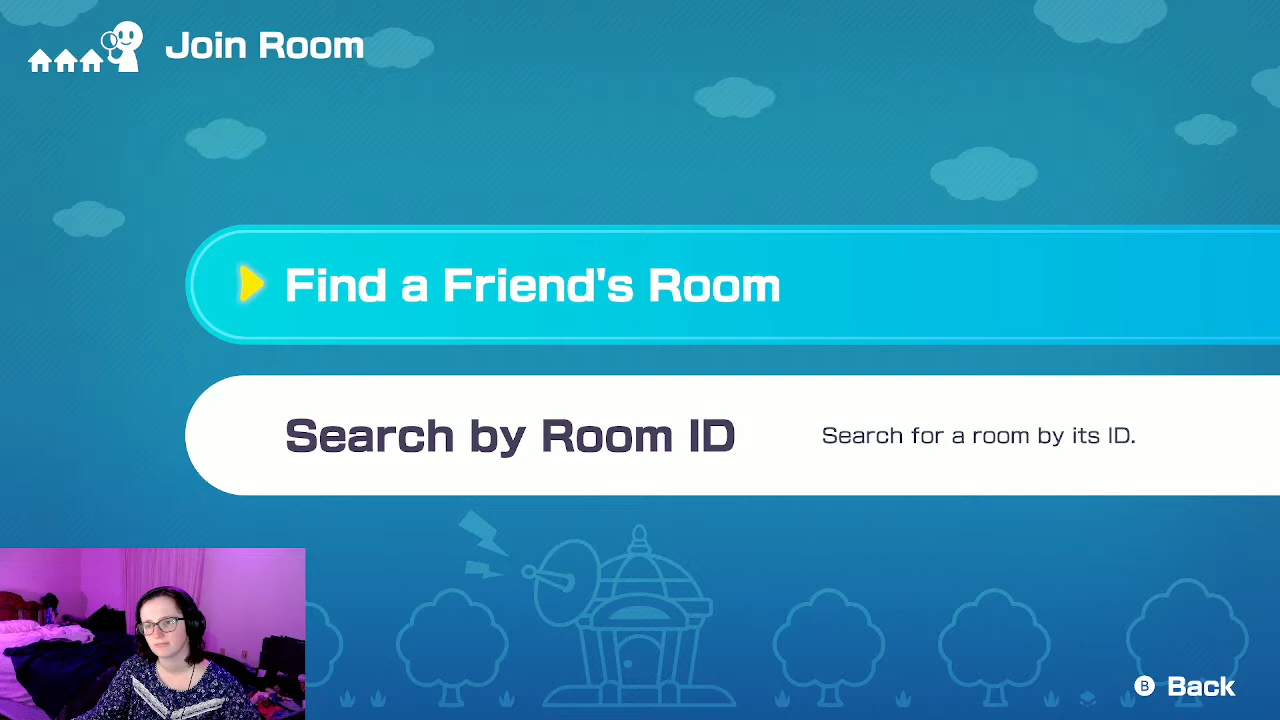 Join Room
Find a Friend's Room
Search by Room ID
Search for a room by its ID.
B Back